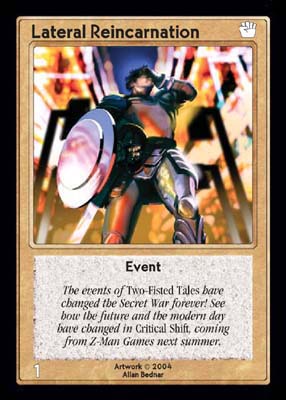 Lateral Reincarnation
Event
The events of Two-Fisted Tales have
changed the Secret War forever! See
how the future and the modern day
have changed in Critical Shift, coming
from Z-Man Games next summer.
1
Artwork © 2004
Allan Bednar